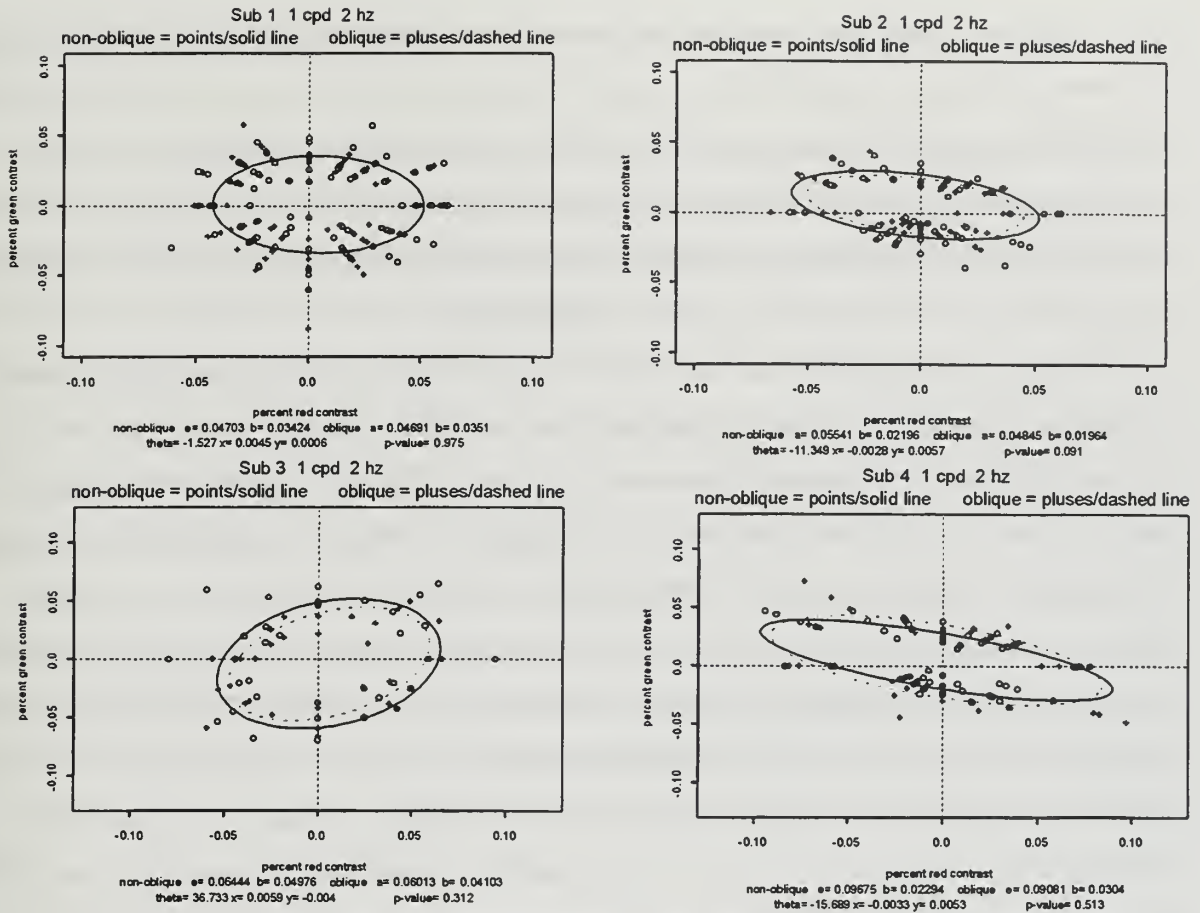 Sub 1 1 cpd 2 hz
non-oblique = points/solid line oblique = pluses/dashed line
percent green contrast
0.10
0.05
0.0
-0.05
-0.10
-0.10 -0.05 0.0 0.05 0.10
percent red contrast
non-oblique e= 0.04703 b= 0.03424 oblique a= 0.04691 b= 0.0351
theta= -1.527 x= 0.0045 y= 0.0006 p-value= 0.975
Sub 2 1 cpd 2 hz
non-oblique = points/solid line oblique = pluses/dashed line
percent green contrast
0.10
0.05
0.0
-0.05
-0.10
-0.10 -0.05 0.0 0.05 0.10
percent red contrast
non-oblique a= 0.05541 b= 0.02196 oblique a= 0.04845 b= 0.01964
theta= -11.349 x= -0.0028 y= 0.0057 p-value= 0.091
Sub 3 1 cpd 2 hz
non-oblique = points/solid line oblique = pluses/dashed line
percent green contrast
0.10
0.05
0.0
-0.05
-0.10
-0.10 -0.05 0.0 0.05 0.10
percent red contrast
non-oblique e= 0.06444 b= 0.04976 oblique a= 0.06013 b= 0.04103
theta= 36.733 x= 0.0059 y= -0.004 p-value= 0.312
Sub 4 1 cpd 2 hz
non-oblique = points/solid line oblique = pluses/dashed line
percent green contrast
0.10
0.05
0.0
-0.05
-0.10
-0.10 -0.05 0.0 0.05 0.10
percent red contrast
non-oblique e= 0.09675 b= 0.02294 oblique e= 0.09081 b= 0.0304
theta= -15.689 x= -0.0033 y= 0.0053 p-value= 0.513